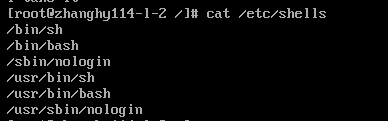 [root@zhanghy114-l-2 /]# cat /etc/shells
/bin/sh
/bin/bash
/sbin/nologin
/usr/bin/sh
/usr/bin/bash
/usr/sbin/nologin